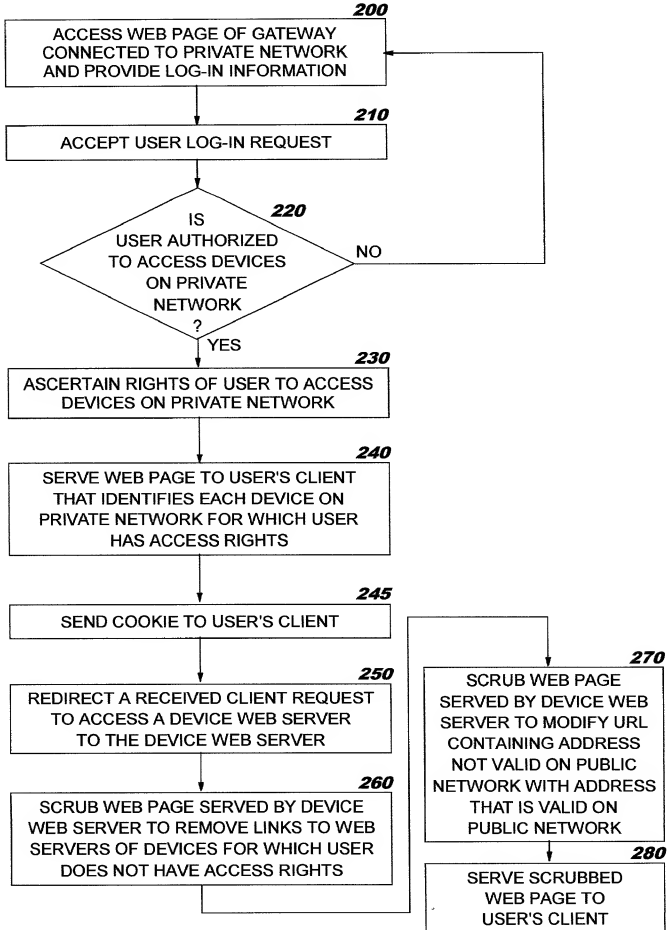 200
ACCESS WEB PAGE OF GATEWAY
CONNECTED TO PRIVATE NETWORK
AND PROVIDE LOG-IN INFORMATION
210
ACCEPT USER LOG-IN REQUEST
220
IS
USER AUTHORIZED
TO ACCESS DEVICES
ON PRIVATE
NETWORK
?
NO
YES
230
ASCERTAIN RIGHTS OF USER TO ACCESS
DEVICES ON PRIVATE NETWORK
240
SERVE WEB PAGE TO USER'S CLIENT
THAT IDENTIFIES EACH DEVICE ON
PRIVATE NETWORK FOR WHICH USER
HAS ACCESS RIGHTS
245
SEND COOKIE TO USER'S CLIENT
250
REDIRECT A RECEIVED CLIENT REQUEST
TO ACCESS A DEVICE WEB SERVER
TO THE DEVICE WEB SERVER
260
SCRUB WEB PAGE SERVED BY DEVICE
WEB SERVER TO REMOVE LINKS TO WEB
SERVERS OF DEVICES FOR WHICH USER
DOES NOT HAVE ACCESS RIGHTS
270
SCRUB WEB PAGE
SERVED BY DEVICE WEB
SERVER TO MODIFY URL
CONTAINING ADDRESS
NOT VALID ON PUBLIC
NETWORK WITH ADDRESS
THAT IS VALID ON
PUBLIC NETWORK
280
SERVE SCRUBBED
WEB PAGE TO
USER'S CLIENT